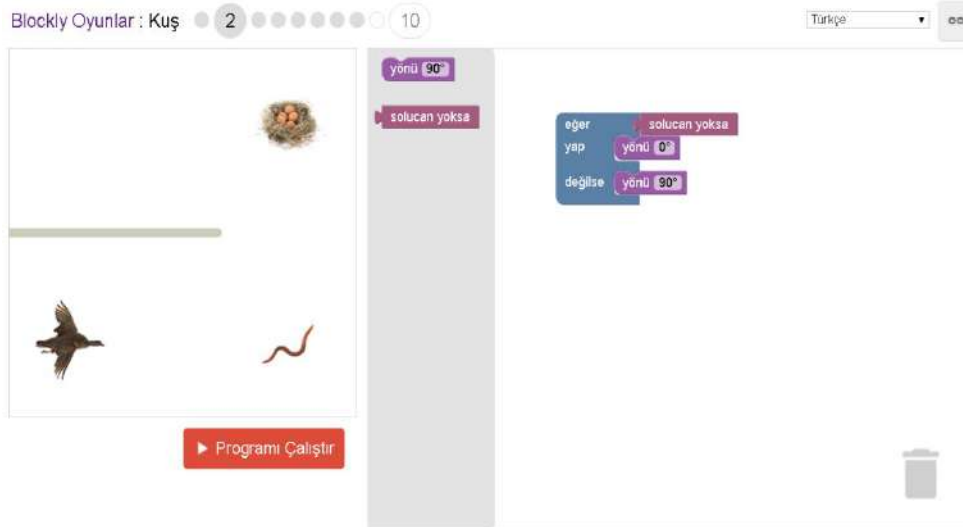 Blockly Oyunlar : Kuş 2 10
Türkçe
yönü 90°
solucan yoksa
eğer solucan yoksa
yap yönü 0°
değilse yönü 90°
Programı Çalıştır